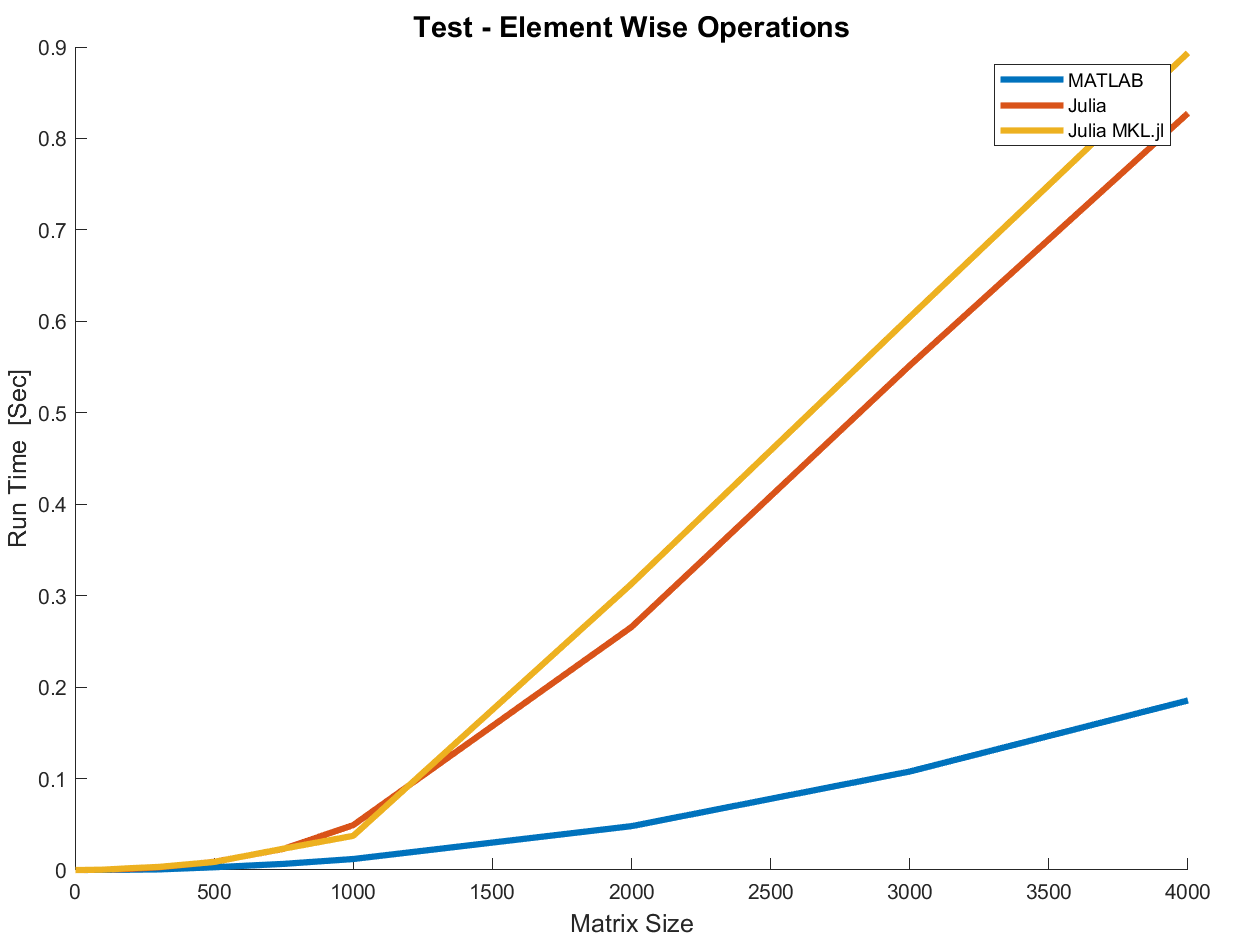 Test - Element Wise Operations
MATLAB
Julia
Julia MKL.jl
Run Time [Sec]
0.9
0.8
0.7
0.6
0.5
0.4
0.3
0.2
0.1
0
0 500 1000 1500 2000 2500 3000 3500 4000
Matrix Size